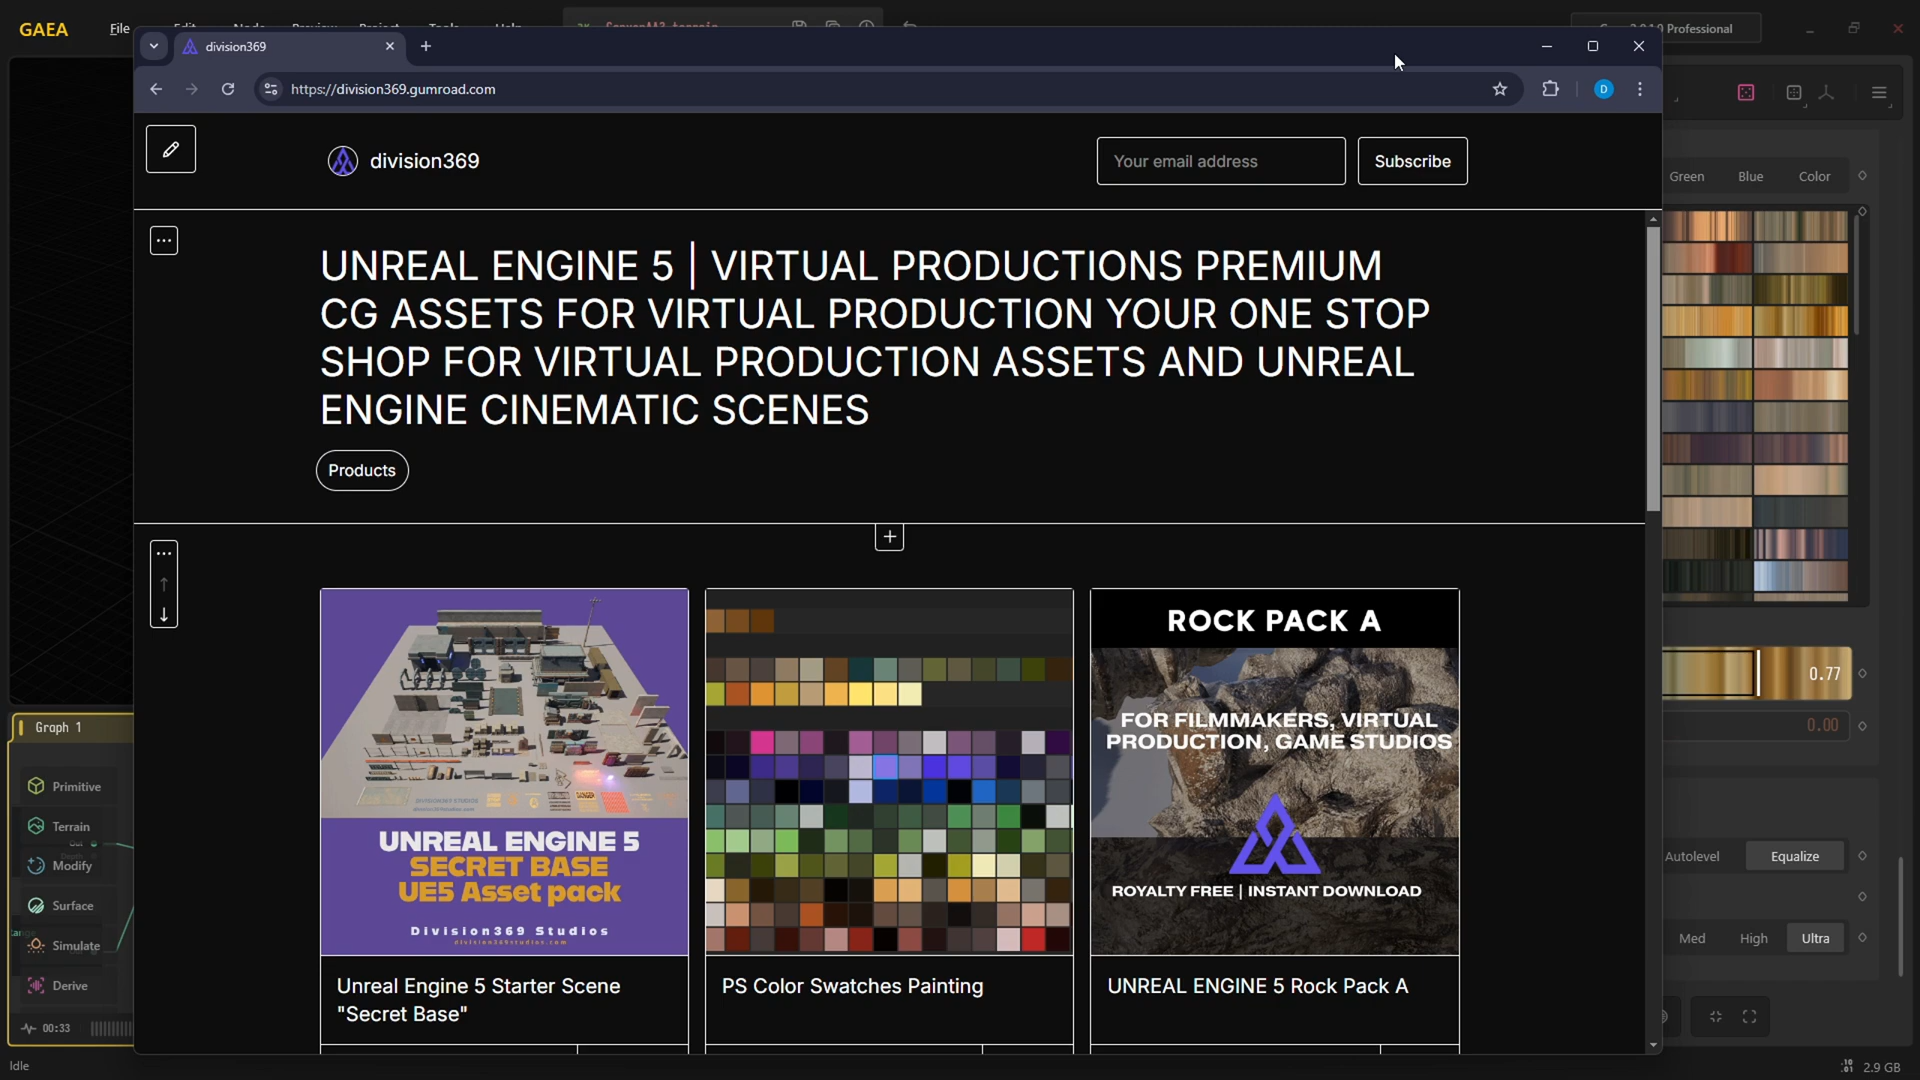 GAEA
File
Professional
division369
https://division369.gumroad.com
D
division369
Your email address
Subscribe
UNREAL ENGINE 5 | VIRTUAL PRODUCTIONS PREMIUM
CG ASSETS FOR VIRTUAL PRODUCTION YOUR ONE STOP
SHOP FOR VIRTUAL PRODUCTION ASSETS AND UNREAL
ENGINE CINEMATIC SCENES
Products
Green
Blue
Color
0.77
0.00
Graph 1
Primitive
Terrain
Modify
Surface
Simulate
Derive
00:33
Idle
UNREAL ENGINE 5
SECRET BASE
UE5 Asset pack
Division369 Studios
division369studios.com
Unreal Engine 5 Starter Scene
"Secret Base"
PS Color Swatches Painting
ROCK PACK A
FOR FILMMAKERS, VIRTUAL
PRODUCTION, GAME STUDIOS
ROYALTY FREE | INSTANT DOWNLOAD
UNREAL ENGINE 5 Rock Pack A
Autolevel
Equalize
Med
High
Ultra
2.9 GB